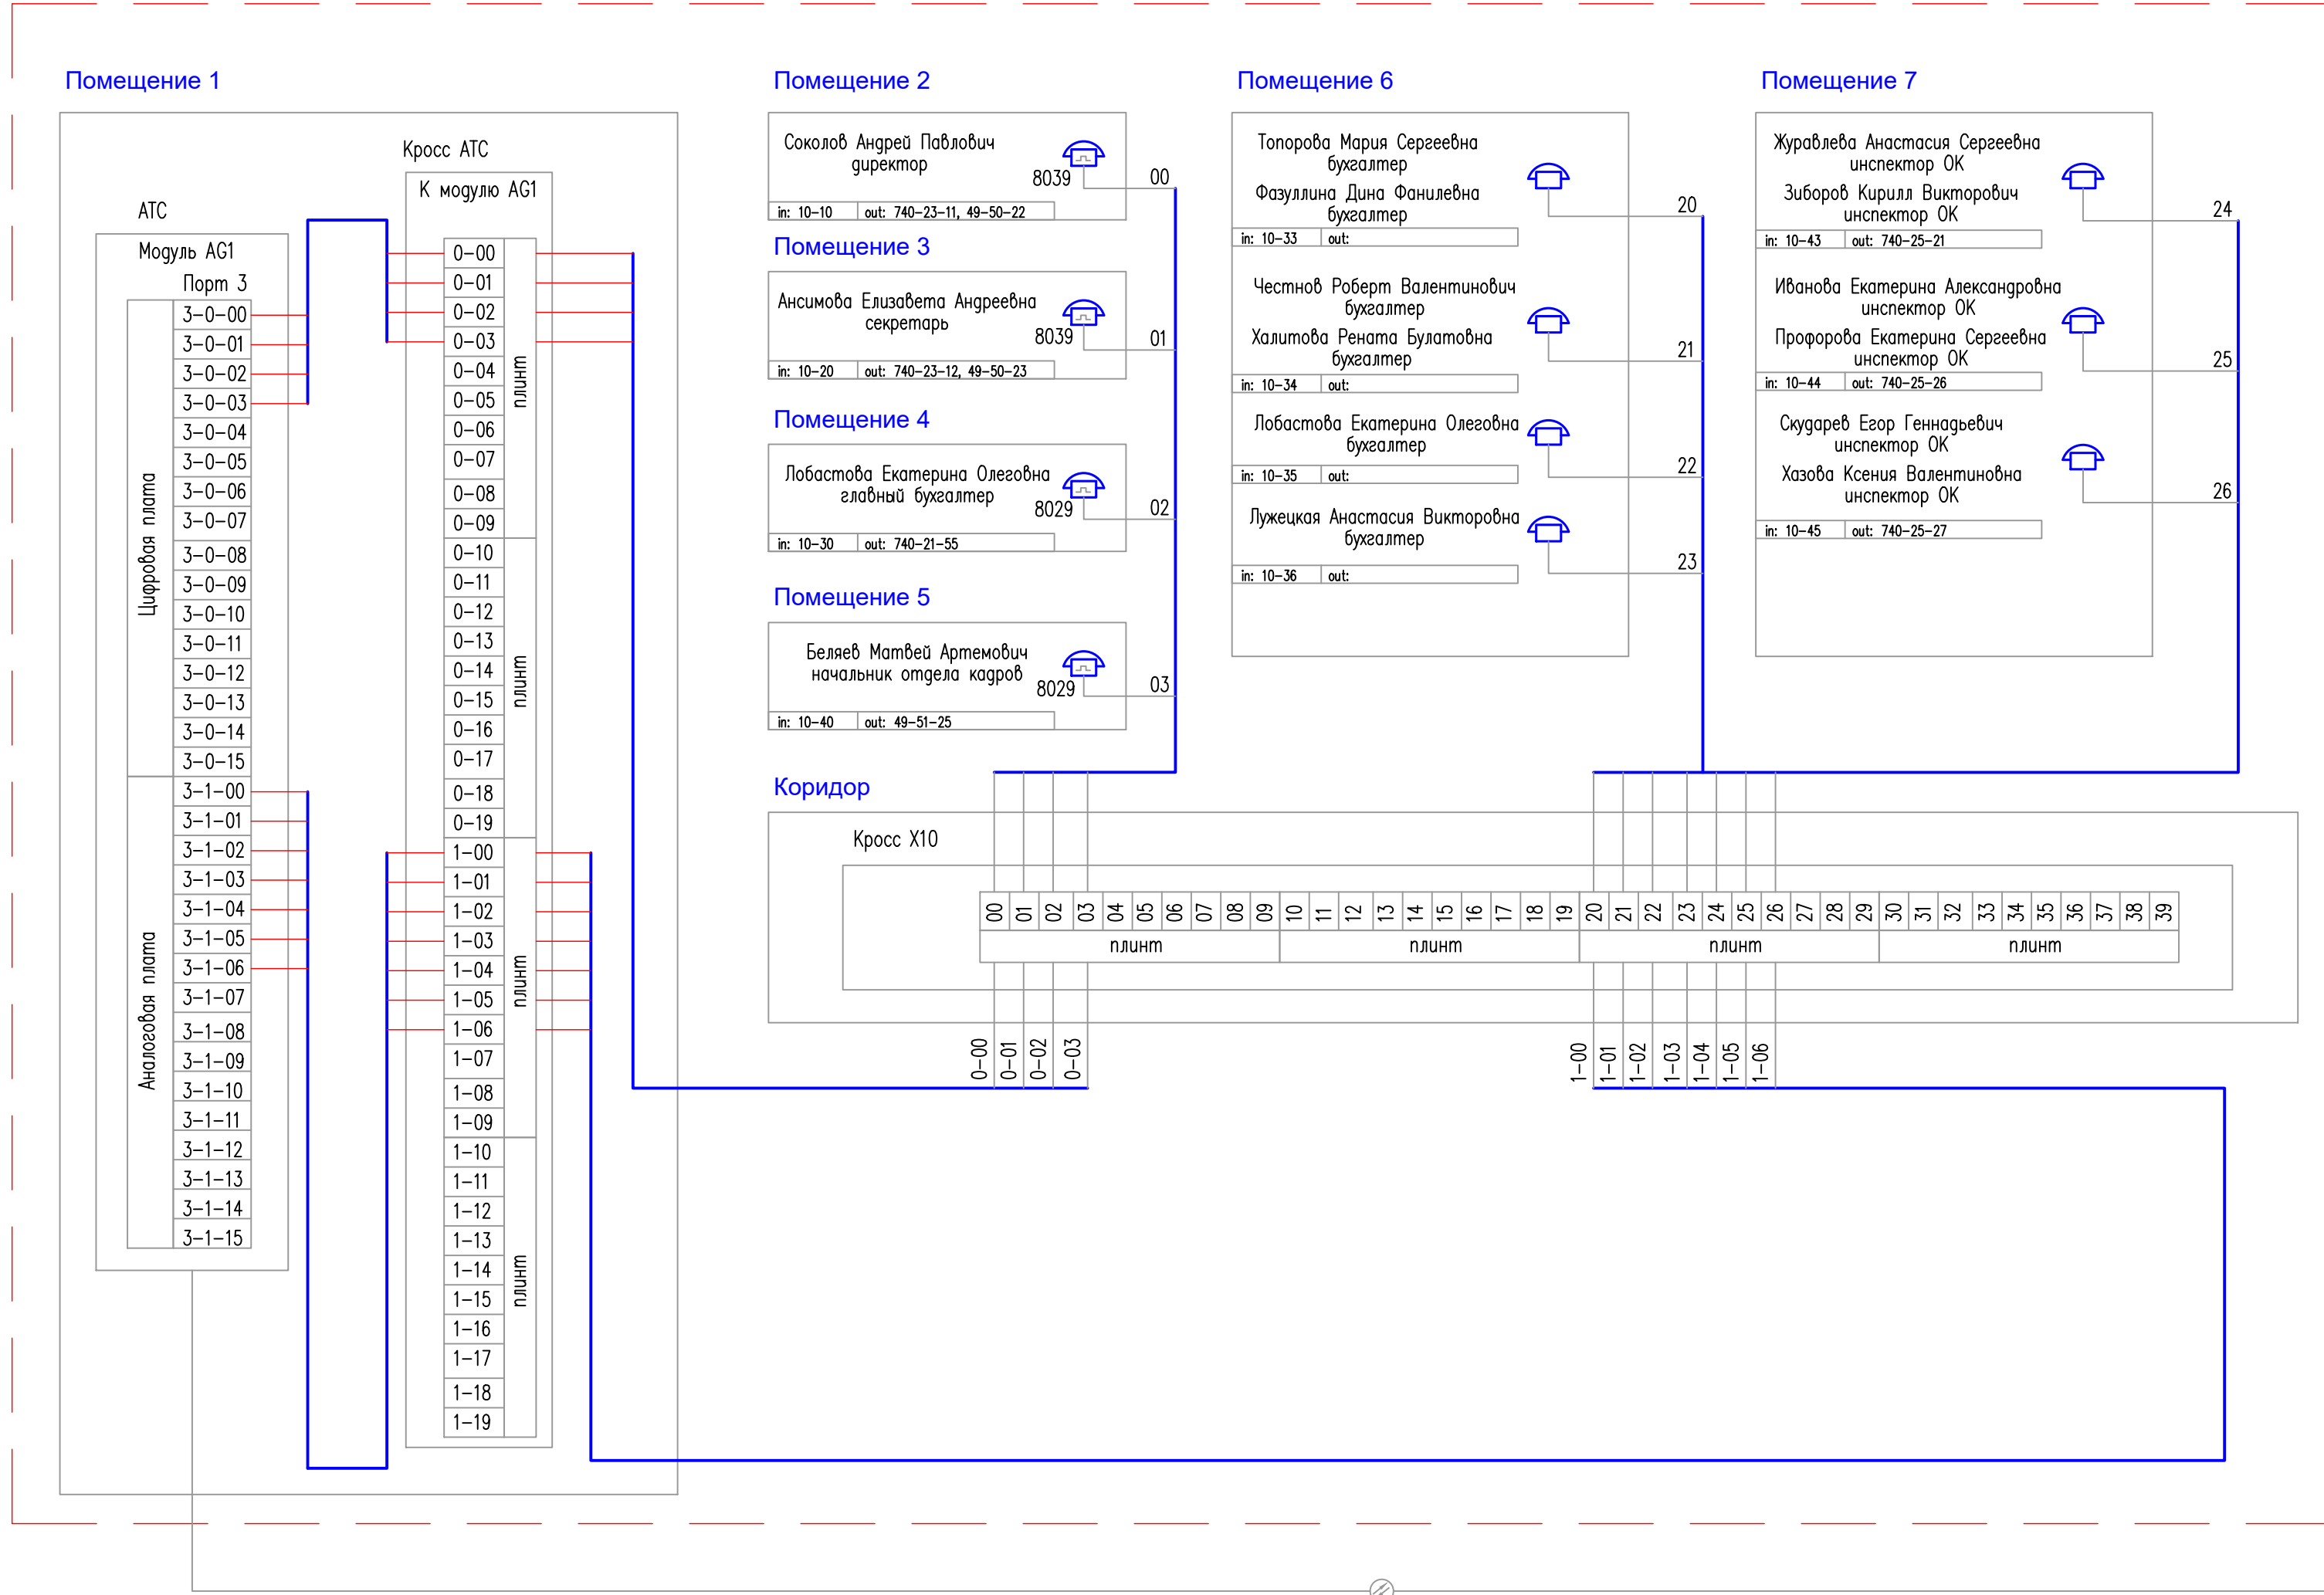 Помещение 1
АТС
Модуль AG1
Порт 3
Цифровая плата
3-0-00
3-0-01
3-0-02
3-0-03
3-0-04
3-0-05
3-0-06
3-0-07
3-0-08
3-0-09
3-0-10
3-0-11
3-0-12
3-0-13
3-0-14
3-0-15
Аналоговая плата
3-1-00
3-1-01
3-1-02
3-1-03
3-1-04
3-1-05
3-1-06
3-1-07
3-1-08
3-1-09
3-1-10
3-1-11
3-1-12
3-1-13
3-1-14
3-1-15
Кросс АТС
К модулю AG1
0-00
0-01
0-02
0-03
0-04
0-05
0-06
0-07
0-08
0-09
плинт
0-10
0-11
0-12
0-13
0-14
0-15
0-16
0-17
0-18
0-19
плинт
1-00
1-01
1-02
1-03
1-04
1-05
1-06
1-07
1-08
1-09
плинт
1-10
1-11
1-12
1-13
1-14
1-15
1-16
1-17
1-18
1-19
плинт
Помещение 2
Соколов Андрей Павлович
директор
8039
00
in: 10-10 out: 740-23-11, 49-50-22
Помещение 3
Ансимова Елизавета Андреевна
секретарь
8039
01
in: 10-20 out: 740-23-12, 49-50-23
Помещение 4
Лобастова Екатерина Олеговна
главный бухгалтер
8029
02
in: 10-30 out: 740-21-55
Помещение 5
Беляев Матвей Артемович
начальник отдела кадров
8029
03
in: 10-40 out: 49-51-25
Помещение 6
Топорова Мария Сергеевна
бухгалтер
Фазуллина Дина Фанилевна
бухгалтер
20
in: 10-33 out:
Честнов Роберт Валентинович
бухгалтер
Халитова Рената Булатовна
бухгалтер
21
in: 10-34 out:
Лобастова Екатерина Олеговна
бухгалтер
22
in: 10-35 out:
Лужецкая Анастасия Викторовна
бухгалтер
23
in: 10-36 out:
Помещение 7
Журавлева Анастасия Сергеевна
инспектор ОК
Зиборов Кирилл Викторович
инспектор ОК
24
in: 10-43 out: 740-25-21
Иванова Екатерина Александровна
инспектор ОК
Профорова Екатерина Сергеевна
инспектор ОК
25
in: 10-44 out: 740-25-26
Скударев Егор Геннадьевич
инспектор ОК
Хазова Ксения Валентиновна
инспектор ОК
26
in: 10-45 out: 740-25-27
Коридор
Кросс X10
00 01 02 03 04 05 06 07 08 09 10 11 12 13 14 15 16 17 18 19 20 21 22 23 24 25 26 27 28 29 30 31 32 33 34 35 36 37 38 39
плинт плинт плинт плинт
0-00 0-01 0-02 0-03 1-00 1-01 1-02 1-03 1-04 1-05 1-06